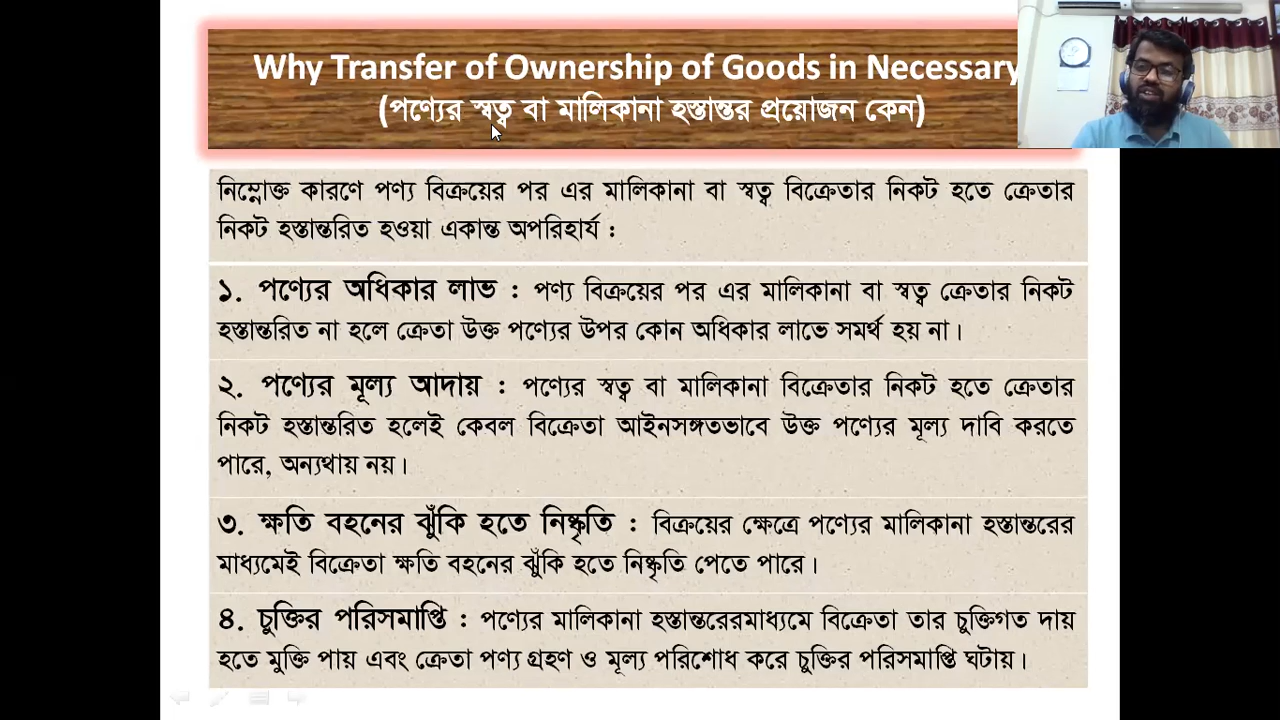 Why Transfer of Ownership of Goods in Necessary
(পণ্যের স্বত্ব বা মালিকানা হস্তান্তর প্রয়োজন কেন)
নিম্নোক্ত কারণে পণ্য বিক্রয়ের পর এর মালিকানা বা স্বত্ব বিক্রেতার নিকট হতে ক্রেতার
নিকট হস্তান্তরিত হওয়া একান্ত অপরিহার্য :
১. পণ্যের অধিকার লাভ : পণ্য বিক্রয়ের পর এর মালিকানা বা স্বত্ব ক্রেতার নিকট
হস্তান্তরিত না হলে ক্রেতা উক্ত পণ্যের উপর কোন অধিকার লাভে সমর্থ হয় না।
২. পণ্যের মূল্য আদায় : পণ্যের স্বত্ব বা মালিকানা বিক্রেতার নিকট হতে ক্রেতার
নিকট হস্তান্তরিত হলেই কেবল বিক্রেতা আইনসঙ্গতভাবে উক্ত পণ্যের মূল্য দাবি করতে
পারে, অন্যথায় নয়।
৩. ক্ষতি বহনের ঝুঁকি হতে নিষ্কৃতি : বিক্রয়ের ক্ষেত্রে পণ্যের মালিকানা হস্তান্তরের
মাধ্যমেই বিক্রেতা ক্ষতি বহনের ঝুঁকি হতে নিষ্কৃতি পেতে পারে।
৪. চুক্তির পরিসমাপ্তি : পণ্যের মালিকানা হস্তান্তরেরমাধ্যমে বিক্রেতা তার চুক্তিগত দায়
হতে মুক্তি পায় এবং ক্রেতা পণ্য গ্রহণ ও মূল্য পরিশোধ করে চুক্তির পরিসমাপ্তি ঘটায়।